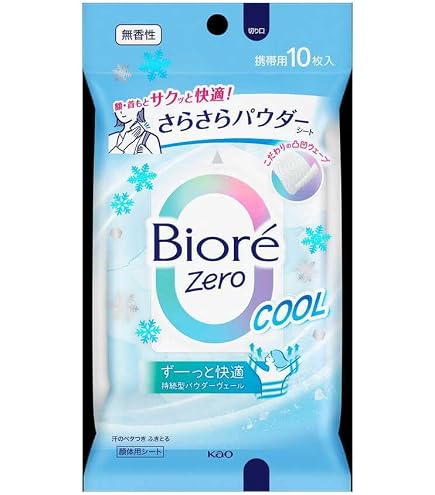 無香性
切り口
携帯用10枚入
額・首もとサクッと快適！
さらさらパウダー
シート
こだわりの凸凹ウェーブ
Bioré
Zero
COOL
ずーっと快適
持続型パウダーヴェール
汗のベタつき ふきとる
顔体用シート
Kao